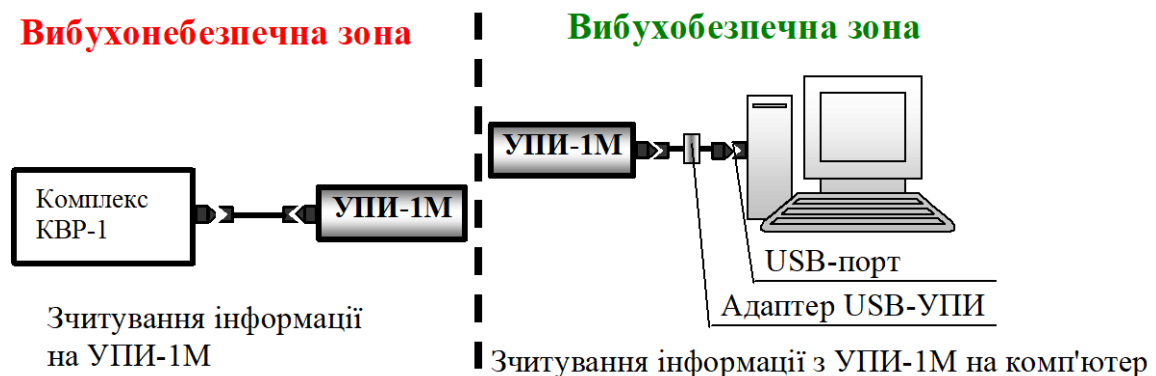 Вибухонебезпечна зона
Комплекс
КВР-1
УПИ-1М
Зчитування інформації
на УПИ-1М
Вибухобезпечна зона
УПИ-1М
USB-порт
Адаптер USB-УПИ
Зчитування інформації з УПИ-1М на комп'ютер